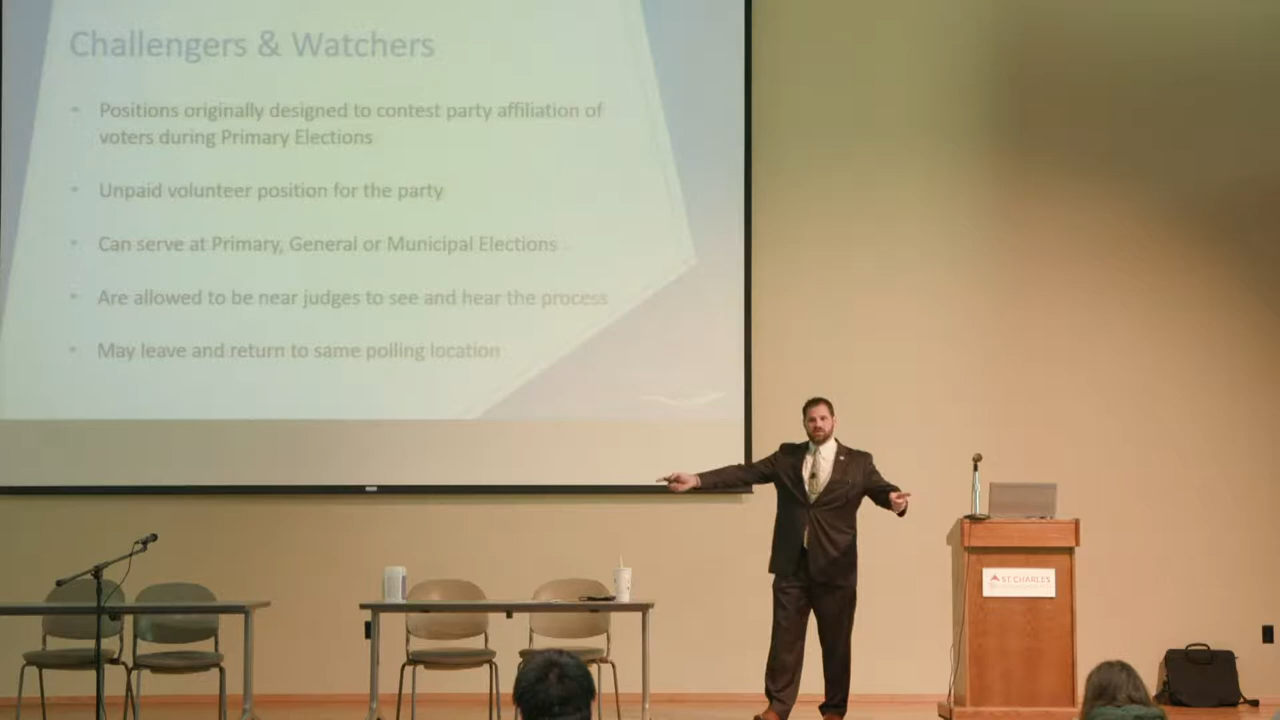 Challengers & Watchers
• Positions originally designed to contest party affiliation of
voters during Primary Elections
• Unpaid volunteer position for the party
• Can serve at Primary, General or Municipal Elections
• Are allowed to be near judges to see and hear the process
• May leave and return to same polling location
ST. CHARLES